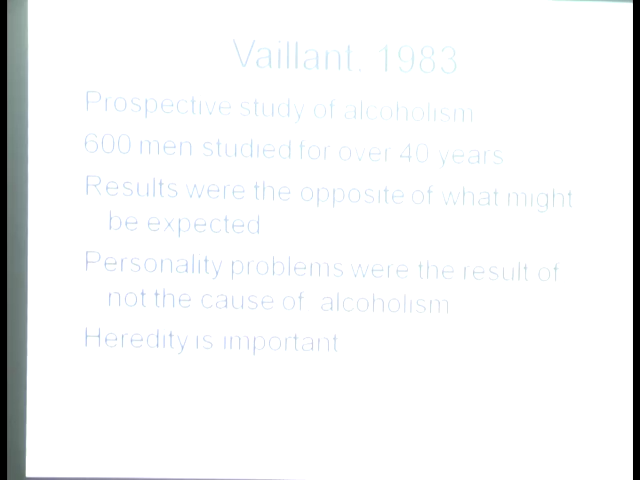 Vaillant. 1983
Prospective study of alcoholism
600 men studied for over 40 years
Results were the opposite of what might
be expected
Personality problems were the result of
not the cause of alcoholism
Heredity is important